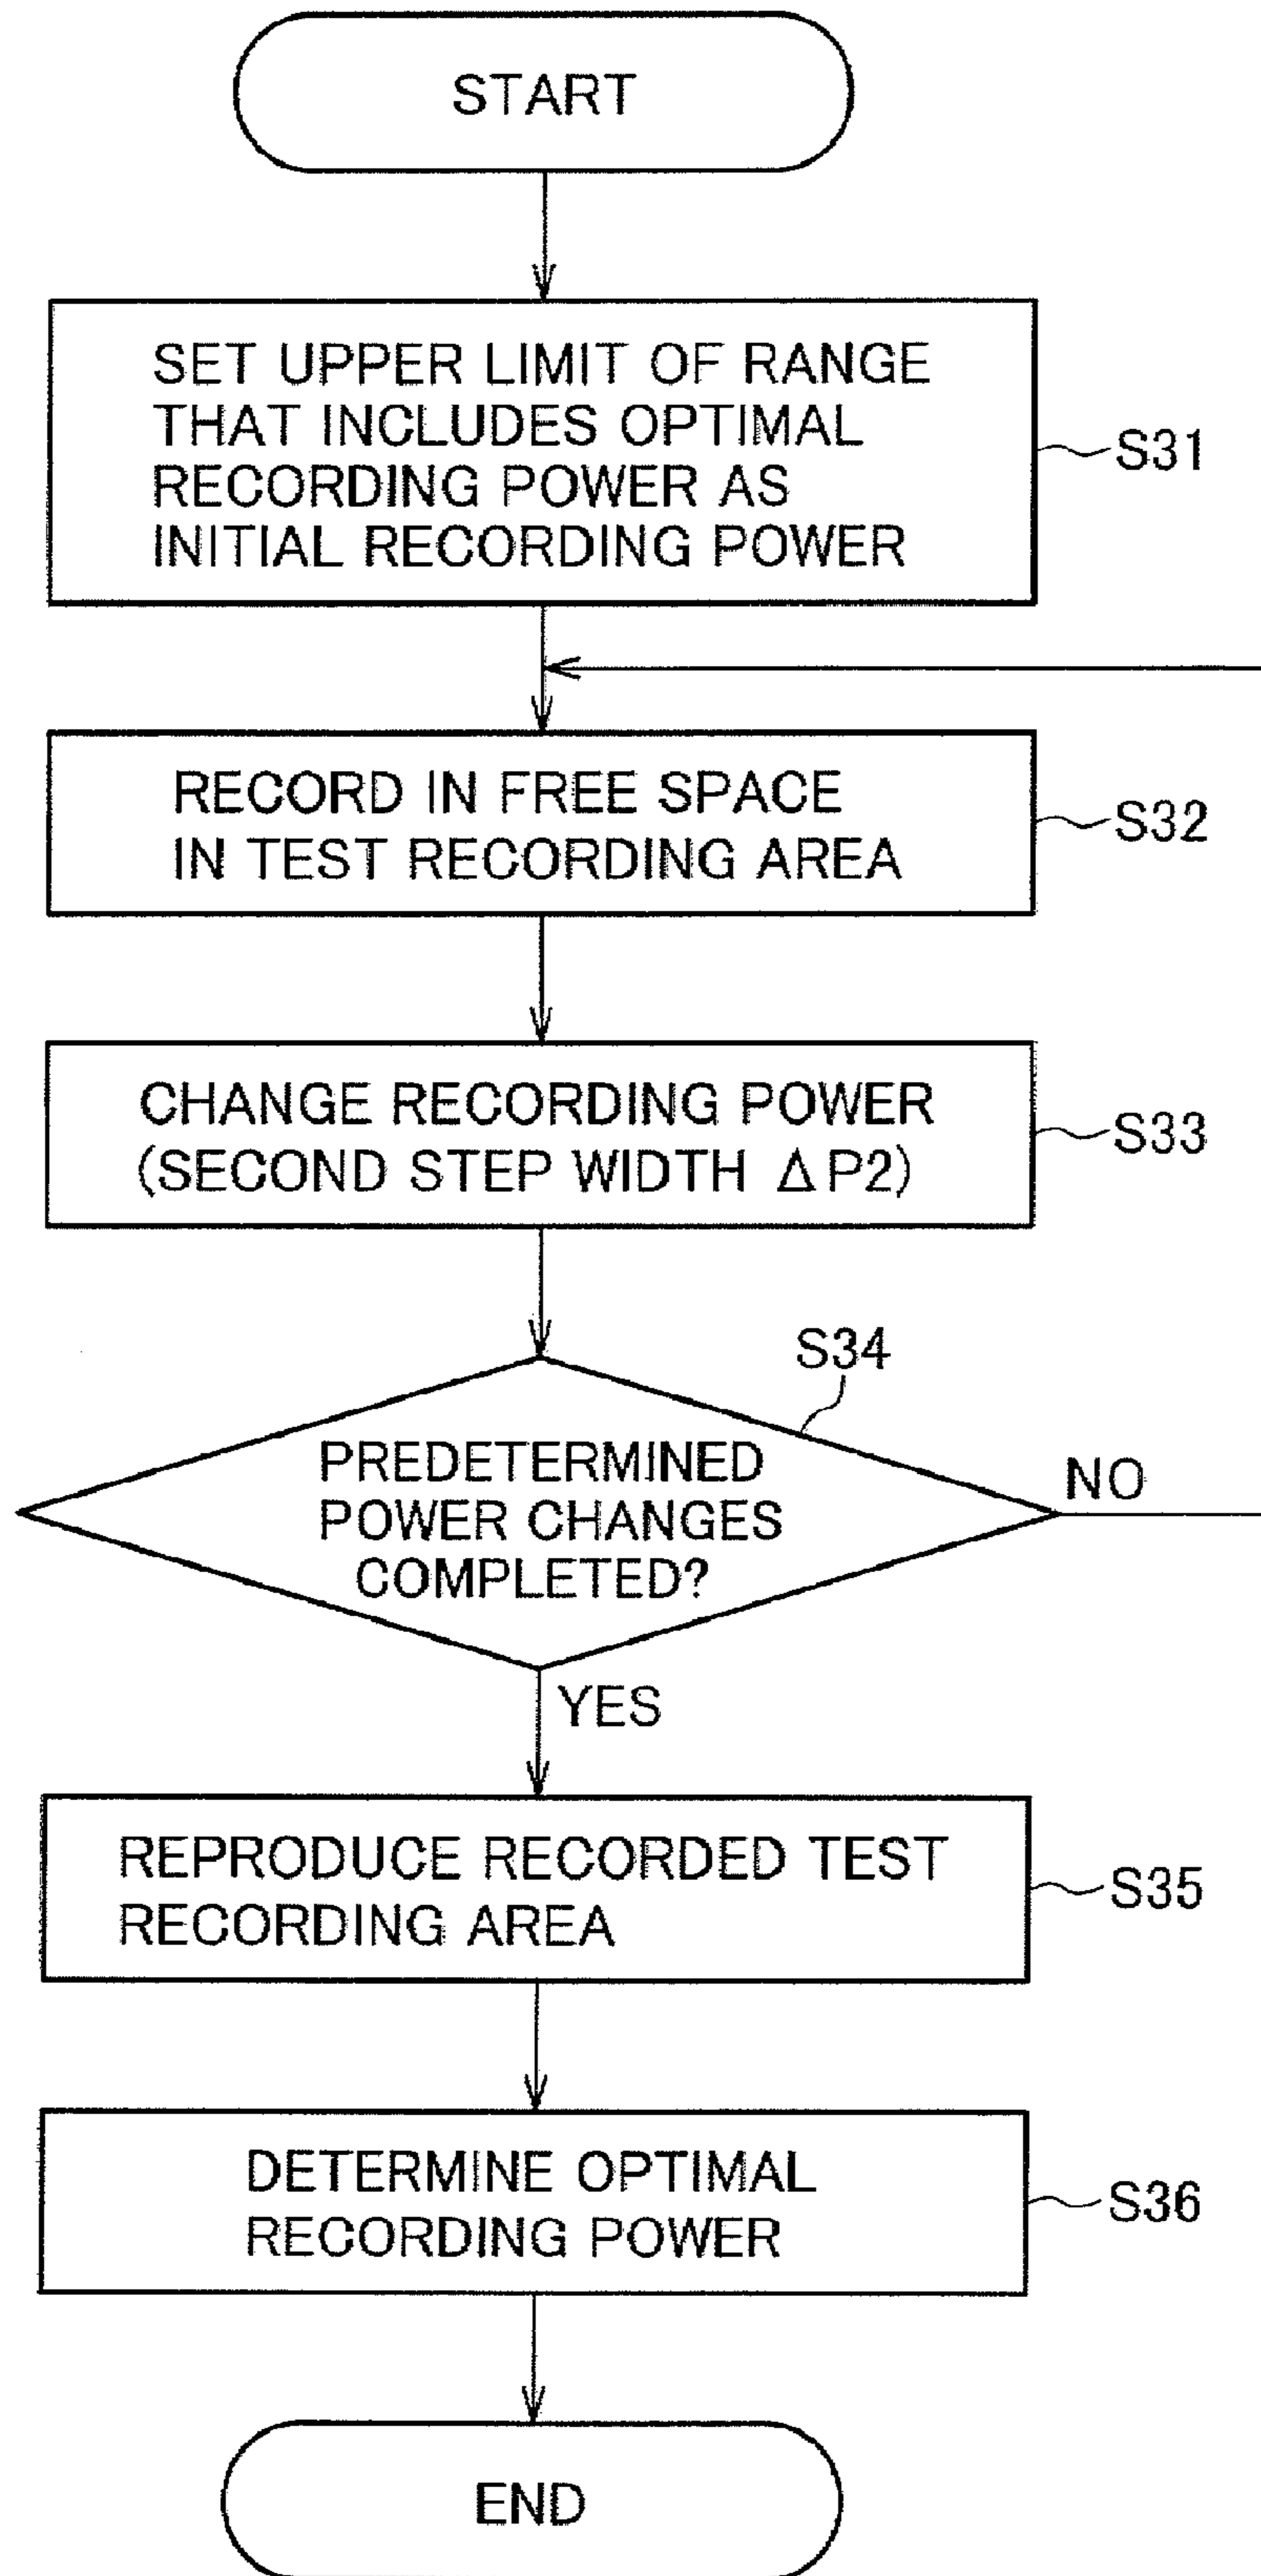 START
SET UPPER LIMIT OF RANGE
THAT INCLUDES OPTIMAL
RECORDING POWER AS
INITIAL RECORDING POWER
S31
RECORD IN FREE SPACE
IN TEST RECORDING AREA
S32
CHANGE RECORDING POWER
(SECOND STEP WIDTH ΔP2)
S33
S34
PREDETERMINED
POWER CHANGES
COMPLETED?
NO
YES
REPRODUCE RECORDED TEST
RECORDING AREA
S35
DETERMINE OPTIMAL
RECORDING POWER
S36
END